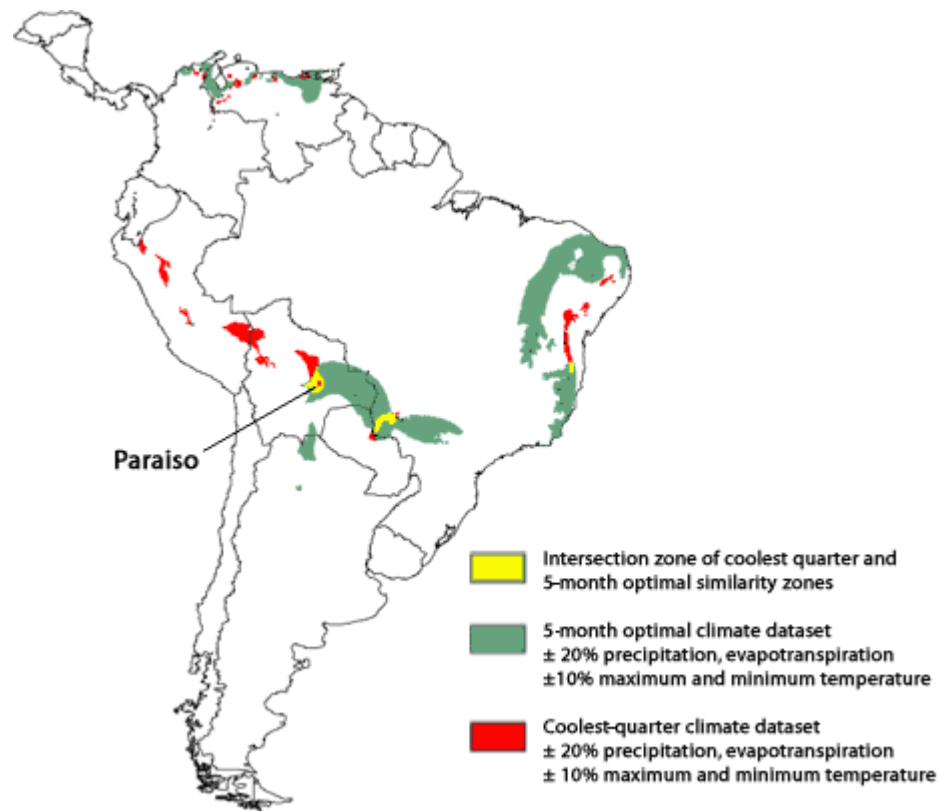 Paraiso
Intersection zone of coolest quarter and
5-month optimal similarity zones
5-month optimal climate dataset
± 20% precipitation, evapotranspiration
±10% maximum and minimum temperature
Coolest-quarter climate dataset
± 20% precipitation, evapotranspiration
± 10% maximum and minimum temperature